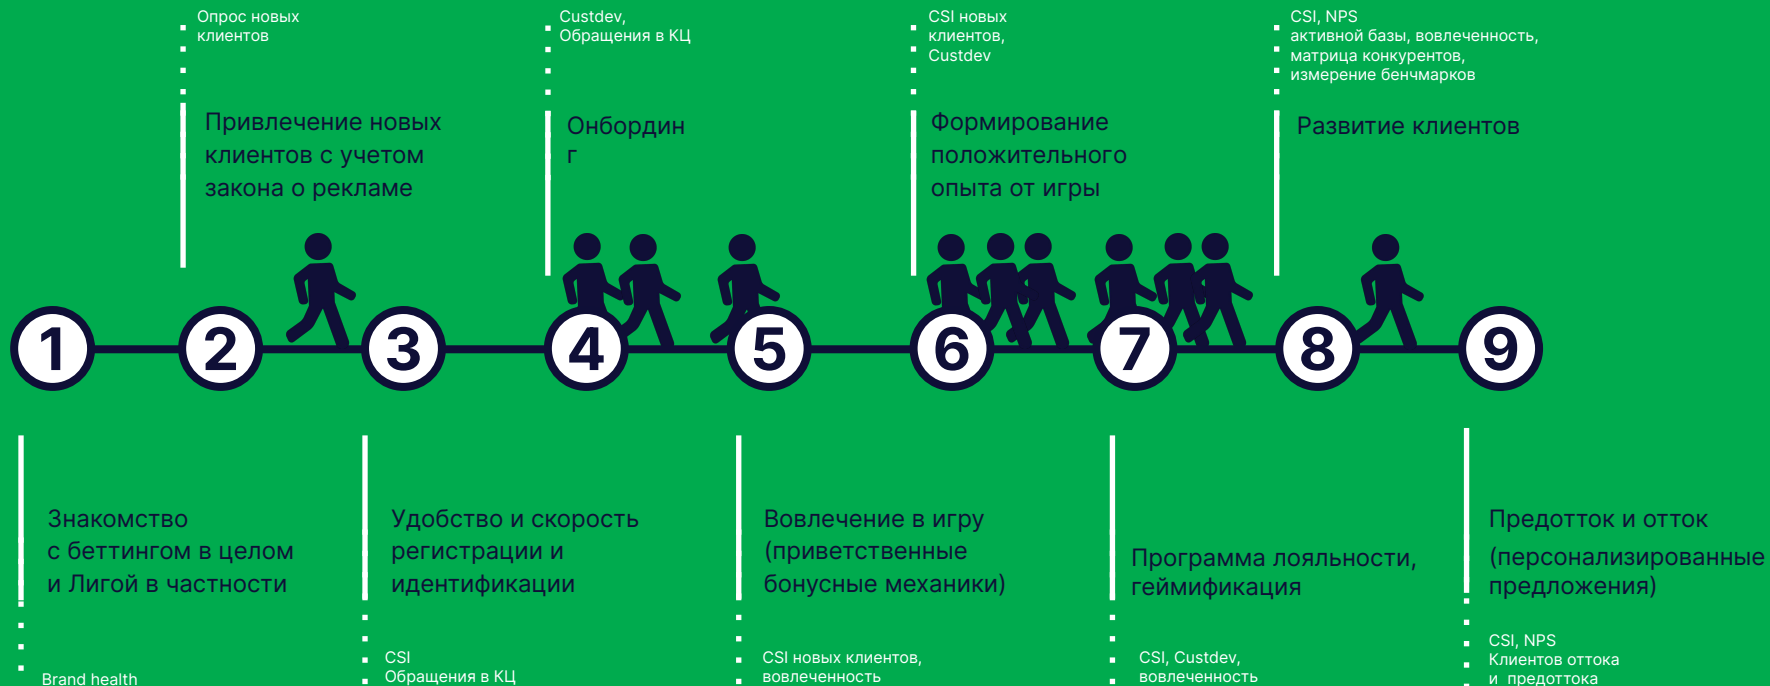 Опрос новых
клиентов
Custdev,
Обращения в КЦ
CSI новых
клиентов,
Custdev
CSI, NPS
активной базы, вовлеченность,
матрица конкурентов,
измерение бенчмарков
Привлечение новых
клиентов с учетом
закона о рекламе
Онбордин
г
Формирование
положительного
опыта от игры
Развитие клиентов
1
2
3
4
5
6
7
8
9
Знакомство
с беттингом в целом
и Лигой в частности
Brand health
Удобство и скорость
регистрации и
идентификации
CSI
Обращения в КЦ
Вовлечение в игру
(приветственные
бонусные механики)
CSI новых клиентов,
вовлеченность
Программа лояльности,
геймификация
CSI, Custdev,
вовлеченность
Предотток и отток
(персонализированные
предложения)
CSI, NPS
Клиентов оттока
и предоттока